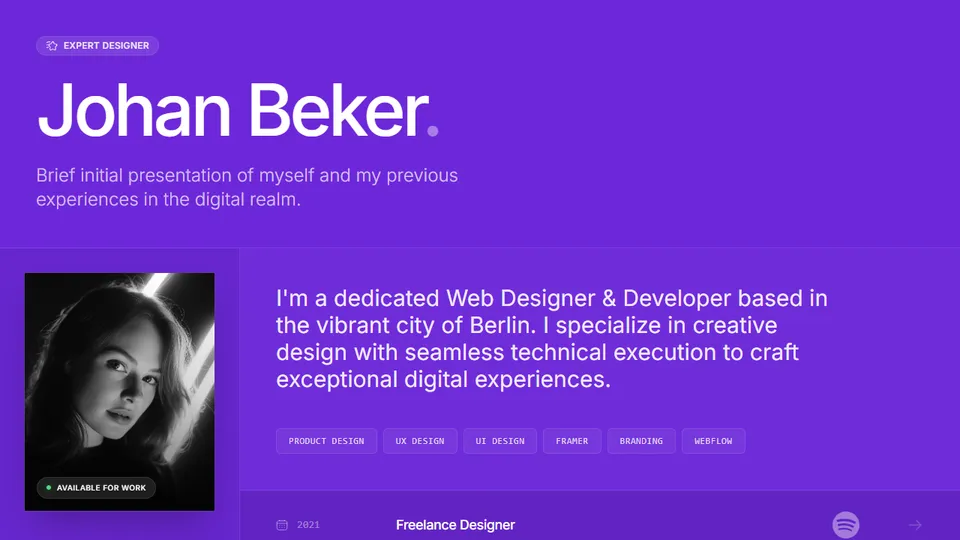 EXPERT DESIGNER
Johan Beker.
Brief initial presentation of myself and my previous
experiences in the digital realm.
I'm a dedicated Web Designer & Developer based in
the vibrant city of Berlin. I specialize in creative
design with seamless technical execution to craft
exceptional digital experiences.
PRODUCT DESIGN UX DESIGN UI DESIGN FRAMER BRANDING WEBFLOW
AVAILABLE FOR WORK
2021 Freelance Designer